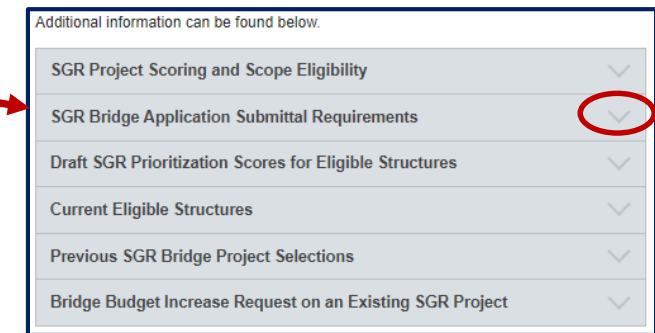 Additional information can be found below.
SGR Project Scoring and Scope Eligibility
SGR Bridge Application Submittal Requirements
Draft SGR Prioritization Scores for Eligible Structures
Current Eligible Structures
Previous SGR Bridge Project Selections
Bridge Budget Increase Request on an Existing SGR Project